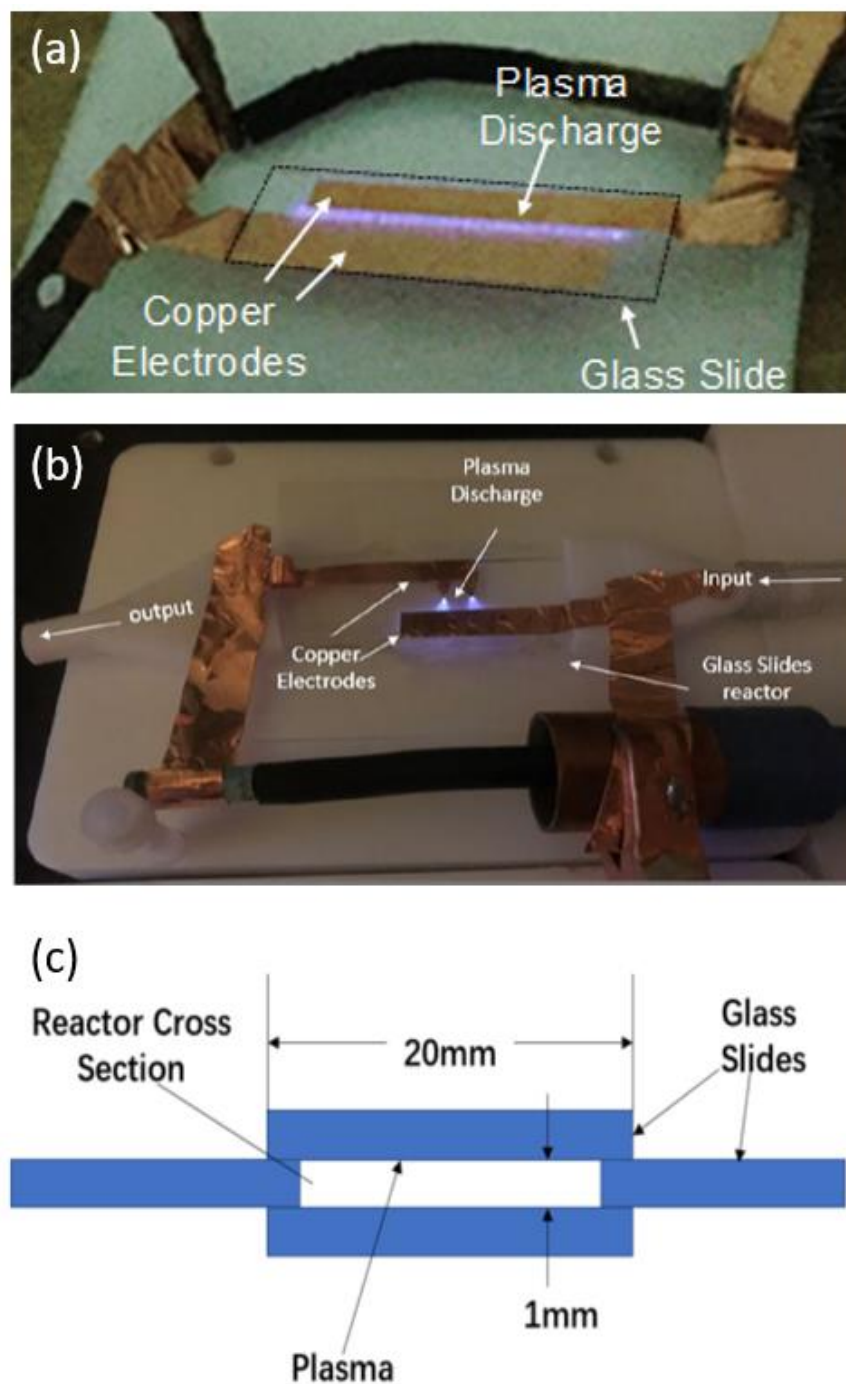 (a)
Plasma
Discharge
Copper
Electrodes
Glass Slide
(b)
Plasma
Discharge
Input
output
Copper
Electrodes
Glass Slides
reactor
(c)
Reactor Cross
Section
20mm
Glass
Slides
1mm
Plasma